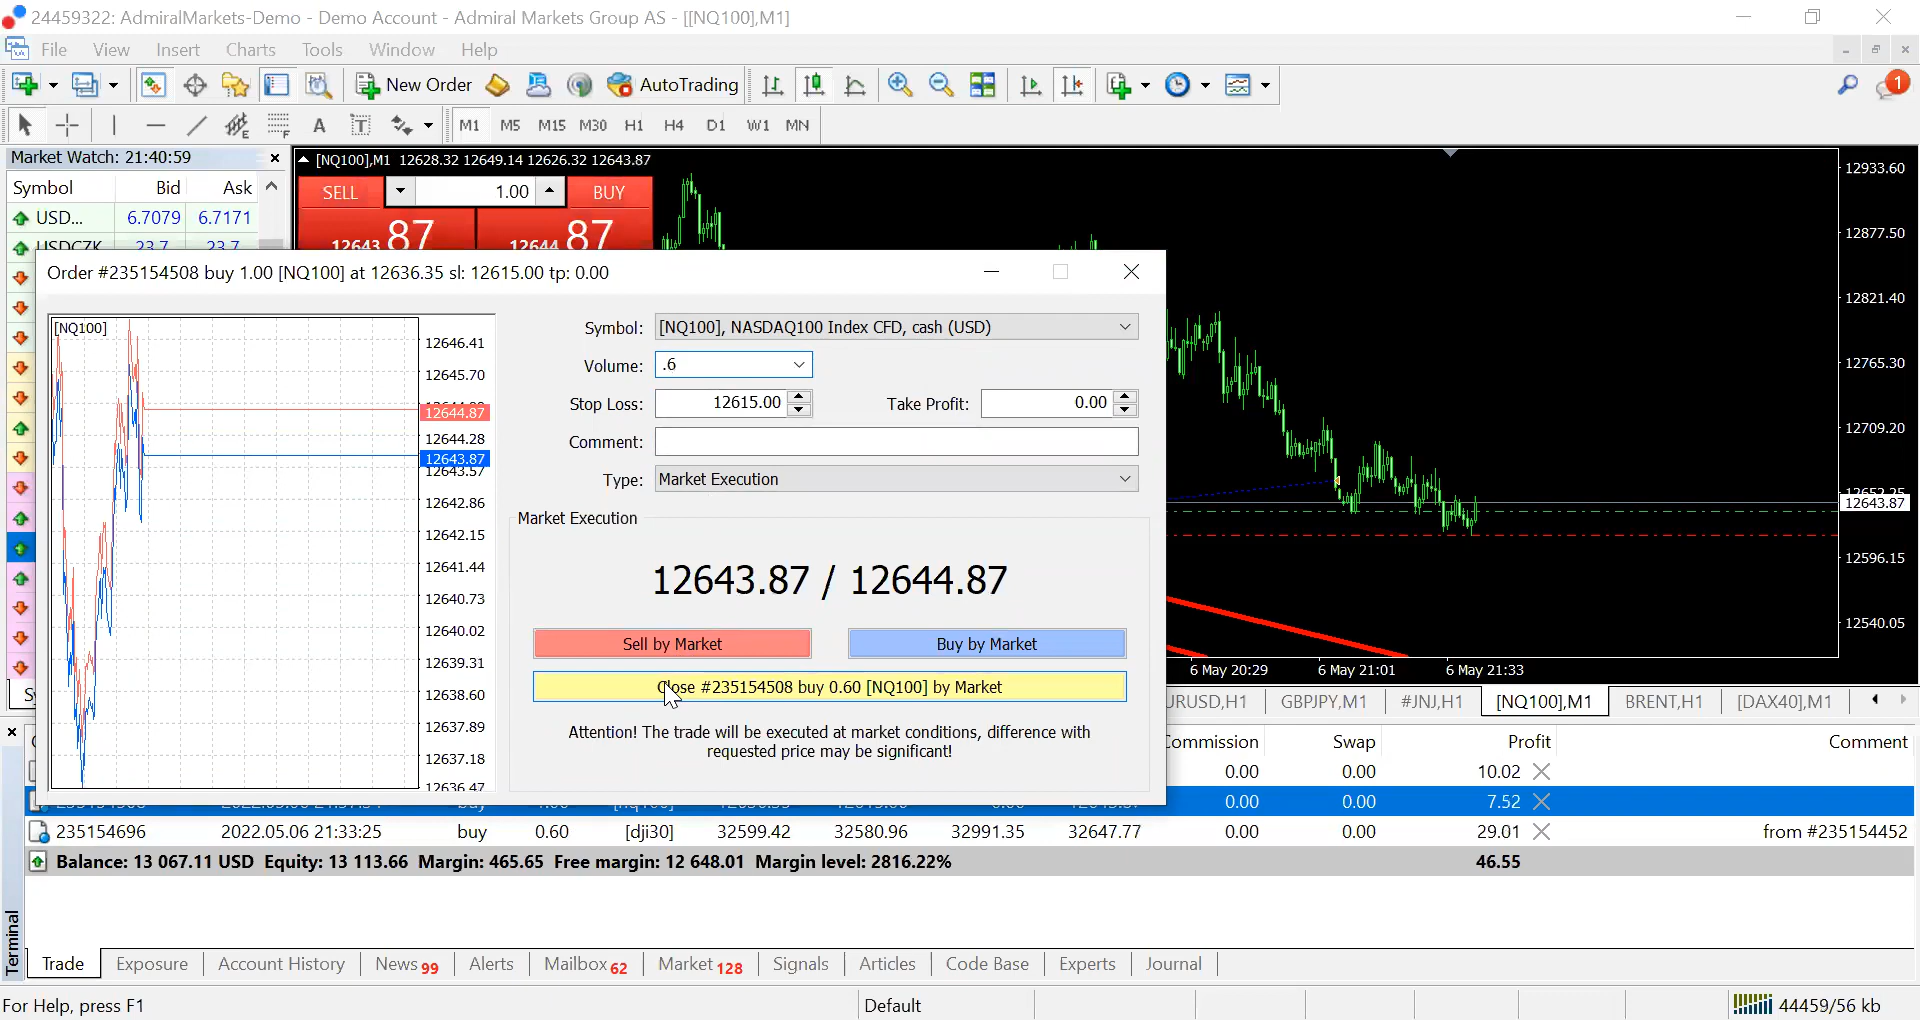 24459322: AdmiralMarkets-Demo - Demo Account - Admiral Markets Group AS - [[NQ100],M1]
File View Insert Charts Tools Window Help
New Order AutoTrading 1
A T M1 M5 M15 M30 H1 H4 D1 W1 MN
Market Watch: 21:40:59
Symbol Bid Ask
USD... 6.7079 6.7171
USDCZK 23.7 23.7
[NQ100],M1 12628.32 12649.14 12626.32 12643.87
SELL 1.00 BUY
12643 87 12644 87
12933.60
12877.50
12821.40
12765.30
12709.20
12652.25
12643.87
12596.15
12540.05
6 May 20:29 6 May 21:01 6 May 21:33
Order #235154508 buy 1.00 [NQ100] at 12636.35 sl: 12615.00 tp: 0.00
[NQ100]
12646.41
12645.70
12644.87
12644.28
12643.87
12643.57
12642.86
12642.15
12641.44
12640.73
12640.02
12639.31
12638.60
12637.89
12637.18
12636.47
Symbol: [NQ100], NASDAQ100 Index CFD, cash (USD)
Volume: .6
Stop Loss: 12615.00 Take Profit: 0.00
Comment:
Type: Market Execution
Market Execution
12643.87 / 12644.87
Sell by Market Buy by Market
Close #235154508 buy 0.60 [NQ100] by Market
Attention! The trade will be executed at market conditions, difference with
requested price may be significant!
URUSD,H1 GBPJPY,M1 #JNJ,H1 [NQ100],M1 BRENT,H1 [DAX40],M1
Commission Swap Profit Comment
0.00 0.00 10.02
0.00 0.00 7.52
235154696 2022.05.06 21:33:25 buy 0.60 [dji30] 32599.42 32580.96 32991.35 32647.77 0.00 0.00 29.01 from #235154452
Balance: 13 067.11 USD Equity: 13 113.66 Margin: 465.65 Free margin: 12 648.01 Margin level: 2816.22% 46.55
Terminal
Trade Exposure Account History News 99 Alerts Mailbox 62 Market 128 Signals Articles Code Base Experts Journal
For Help, press F1 Default 44459/56 kb